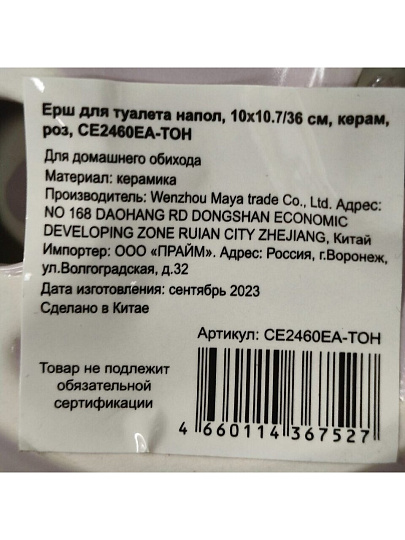 Ерш для туалета напол, 10х10.7/36 см, керам,
роз, CE2460EA-TOH
Для домашнего обихода
Материал: керамика
Производитель: Wenzhou Maya trade Co., Ltd. Адрес:
NO 168 DAOHANG RD DONGSHAN ECONOMIC
DEVELOPING ZONE RUIAN CITY ZHEJIANG, Китай
Импортер: ООО «ПРАЙМ». Адрес: Россия, г.Воронеж,
ул.Волгоградская, д.32
Дата изготовления: сентябрь 2023
Сделано в Китае
Артикул: CE2460EA-TOH
Товар не подлежит
обязательной
сертификации
4 660114 367527